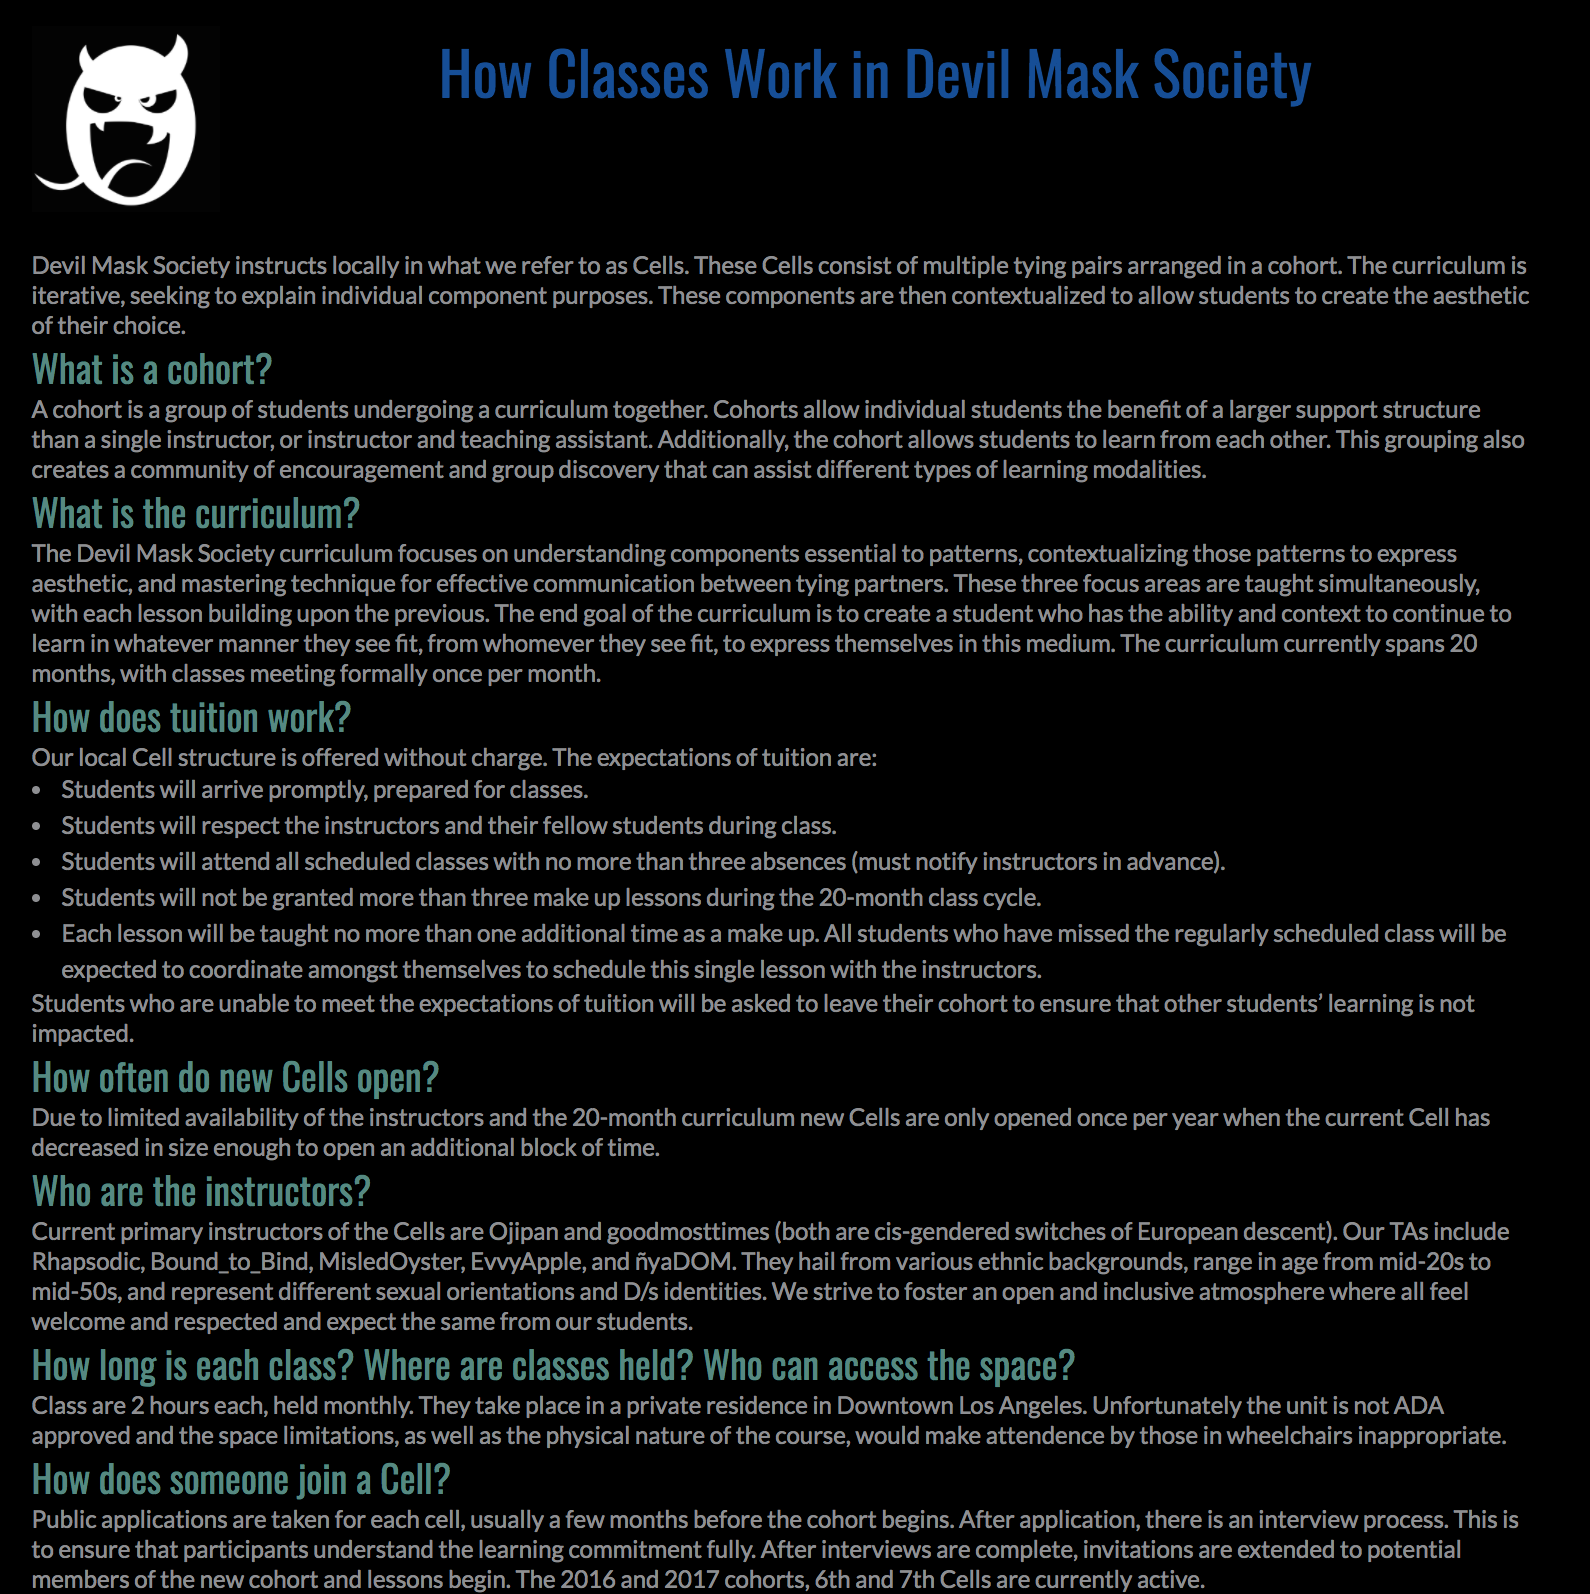 How Classes Work in Devil Mask Society
Devil Mask Society instructs locally in what we refer to as Cells. These Cells consist of multiple tying pairs arranged in a cohort. The curriculum is
iterative, seeking to explain individual component purposes. These components are then contextualized to allow students to create the aesthetic
of their choice.
What is a cohort?
A cohort is a group of students undergoing a curriculum together. Cohorts allow individual students the benefit of a larger support structure
than a single instructor, or instructor and teaching assistant. Additionally, the cohort allows students to learn from each other. This grouping also
creates a community of encouragement and group discovery that can assist different types of learning modalities.
What is the curriculum?
The Devil Mask Society curriculum focuses on understanding components essential to patterns, contextualizing those patterns to express
aesthetic, and mastering technique for effective communication between tying partners. These three focus areas are taught simultaneously,
with each lesson building upon the previous. The end goal of the curriculum is to create a student who has the ability and context to continue to
learn in whatever manner they see fit, from whomever they see fit, to express themselves in this medium. The curriculum currently spans 20
months, with classes meeting formally once per month.
How does tuition work?
Our local Cell structure is offered without charge. The expectations of tuition are:
• Students will arrive promptly, prepared for classes.
• Students will respect the instructors and their fellow students during class.
• Students will attend all scheduled classes with no more than three absences (must notify instructors in advance).
• Students will not be granted more than three make up lessons during the 20-month class cycle.
• Each lesson will be taught no more than one additional time as a make up. All students who have missed the regularly scheduled class will be
expected to coordinate amongst themselves to schedule this single lesson with the instructors.
Students who are unable to meet the expectations of tuition will be asked to leave their cohort to ensure that other students’ learning is not
impacted.
How often do new Cells open?
Due to limited availability of the instructors and the 20-month curriculum new Cells are only opened once per year when the current Cell has
decreased in size enough to open an additional block of time.
Who are the instructors?
Current primary instructors of the Cells are Ojipan and goodmosttimes (both are cis-gendered switches of European descent). Our TAs include
Rhapsodic, Bound_to_Bind, MisledOyster, EvvyApple, and ñyaDOM. They hail from various ethnic backgrounds, range in age from mid-20s to
mid-50s, and represent different sexual orientations and D/s identities. We strive to foster an open and inclusive atmosphere where all feel
welcome and respected and expect the same from our students.
How long is each class? Where are classes held? Who can access the space?
Class are 2 hours each, held monthly. They take place in a private residence in Downtown Los Angeles. Unfortunately the unit is not ADA
approved and the space limitations, as well as the physical nature of the course, would make attendence by those in wheelchairs inappropriate.
How does someone join a Cell?
Public applications are taken for each cell, usually a few months before the cohort begins. After application, there is an interview process. This is
to ensure that participants understand the learning commitment fully. After interviews are complete, invitations are extended to potential
members of the new cohort and lessons begin. The 2016 and 2017 cohorts, 6th and 7th Cells are currently active.